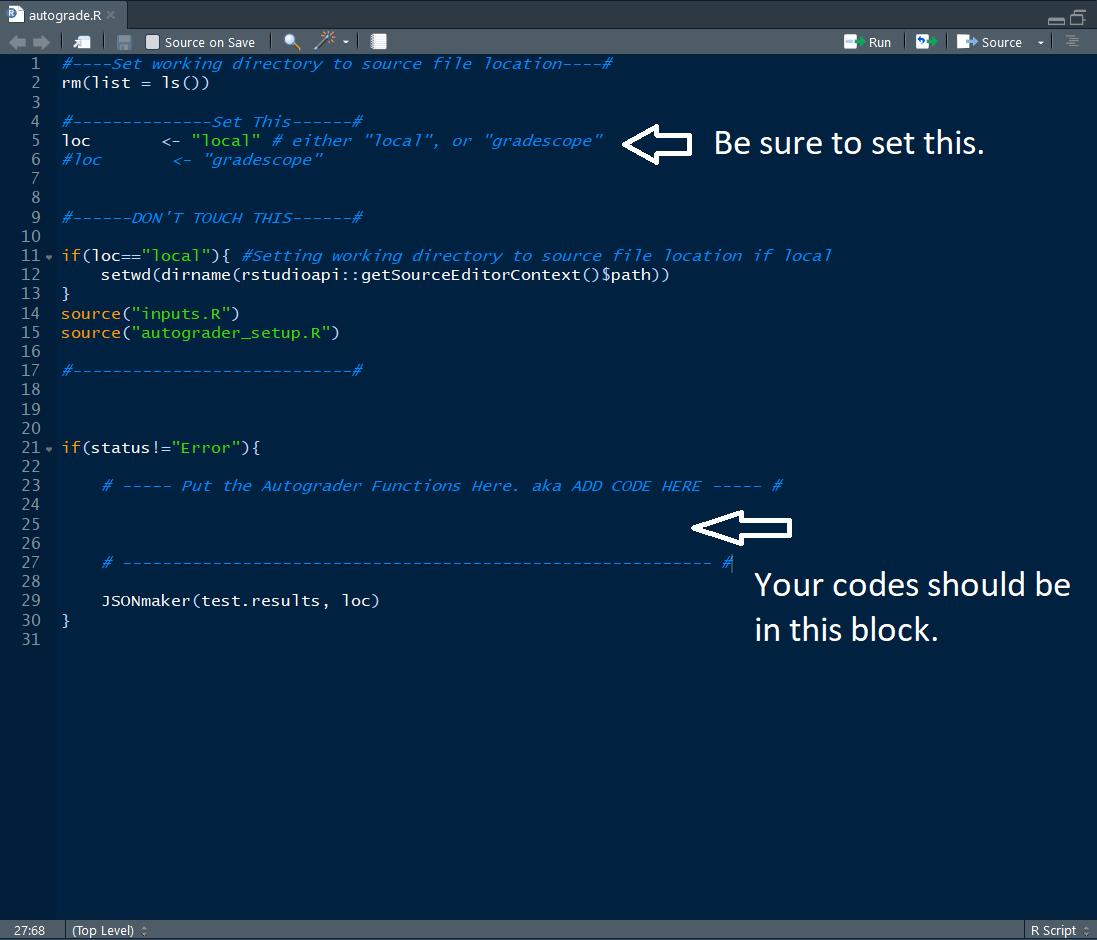 autograde.R
Source on Save
Run
Source
1 #----Set working directory to source file location----#
2 rm(list = ls())
3
4 #--------------Set This------#
5 loc       <- "local" # either "local", or "gradescope"
Be sure to set this.
6 #loc       <- "gradescope"
7
8
9 #------DON'T TOUCH THIS------#
10
11 if(loc=="local"){ #Setting working directory to source file location if local
12     setwd(dirname(rstudioapi::getSourceEditorContext()$path))
13 }
14 source("inputs.R")
15 source("autograder_setup.R")
16
17 #----------------------------#
18
19
20
21 if(status!="Error"){
22
23     # ----- Put the Autograder Functions Here. aka ADD CODE HERE ----- #
24
25
26
27     # ----------------------------------------------------------- #
28
Your codes should be
29     JSONmaker(test.results, loc)
in this block.
30 }
31
27:68
(Top Level)
R Script